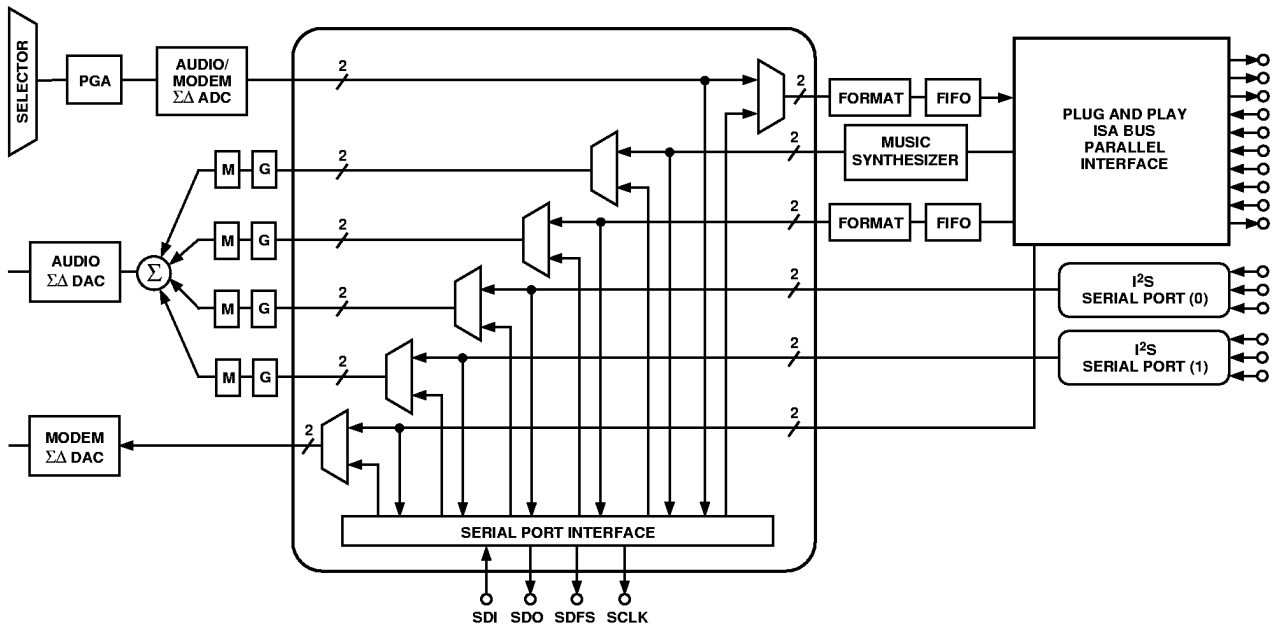 SELECTOR
PGA
AUDIO/
MODEM
ΣΔ ADC
2
2
FORMAT
FIFO
PLUG AND PLAY
ISA BUS
PARALLEL
INTERFACE
2
MUSIC
SYNTHESIZER
M
G
2
2
FORMAT
FIFO
M
G
2
AUDIO
ΣΔ DAC
Σ
2
I²S
SERIAL PORT (0)
M
G
2
2
I²S
SERIAL PORT (1)
M
G
2
2
MODEM
ΣΔ DAC
2
SERIAL PORT INTERFACE
SDI
SDO
SDFS
SCLK